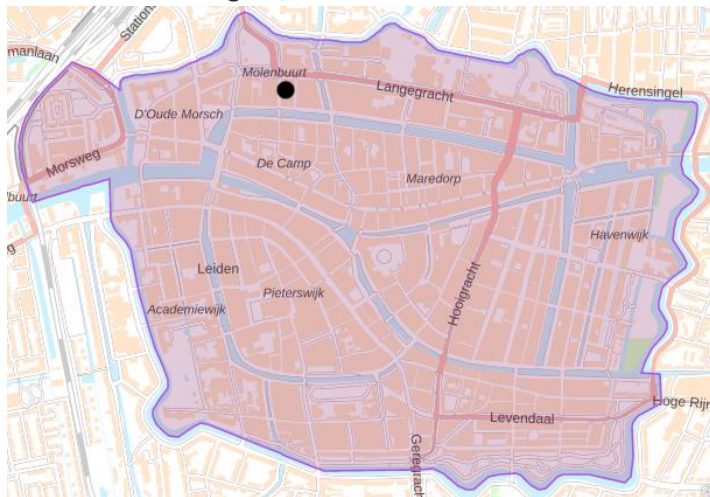 manlaan
Station
Molenbuurt
Langegracht
Herensingel
D'Oude Morsch
Morsweg
De Camp
Maredorp
buurt
Havenwijk
Leiden
Pieterswijk
Academiewijk
Hooigracht
Hoge Rijn
Levendaal
Geregracht